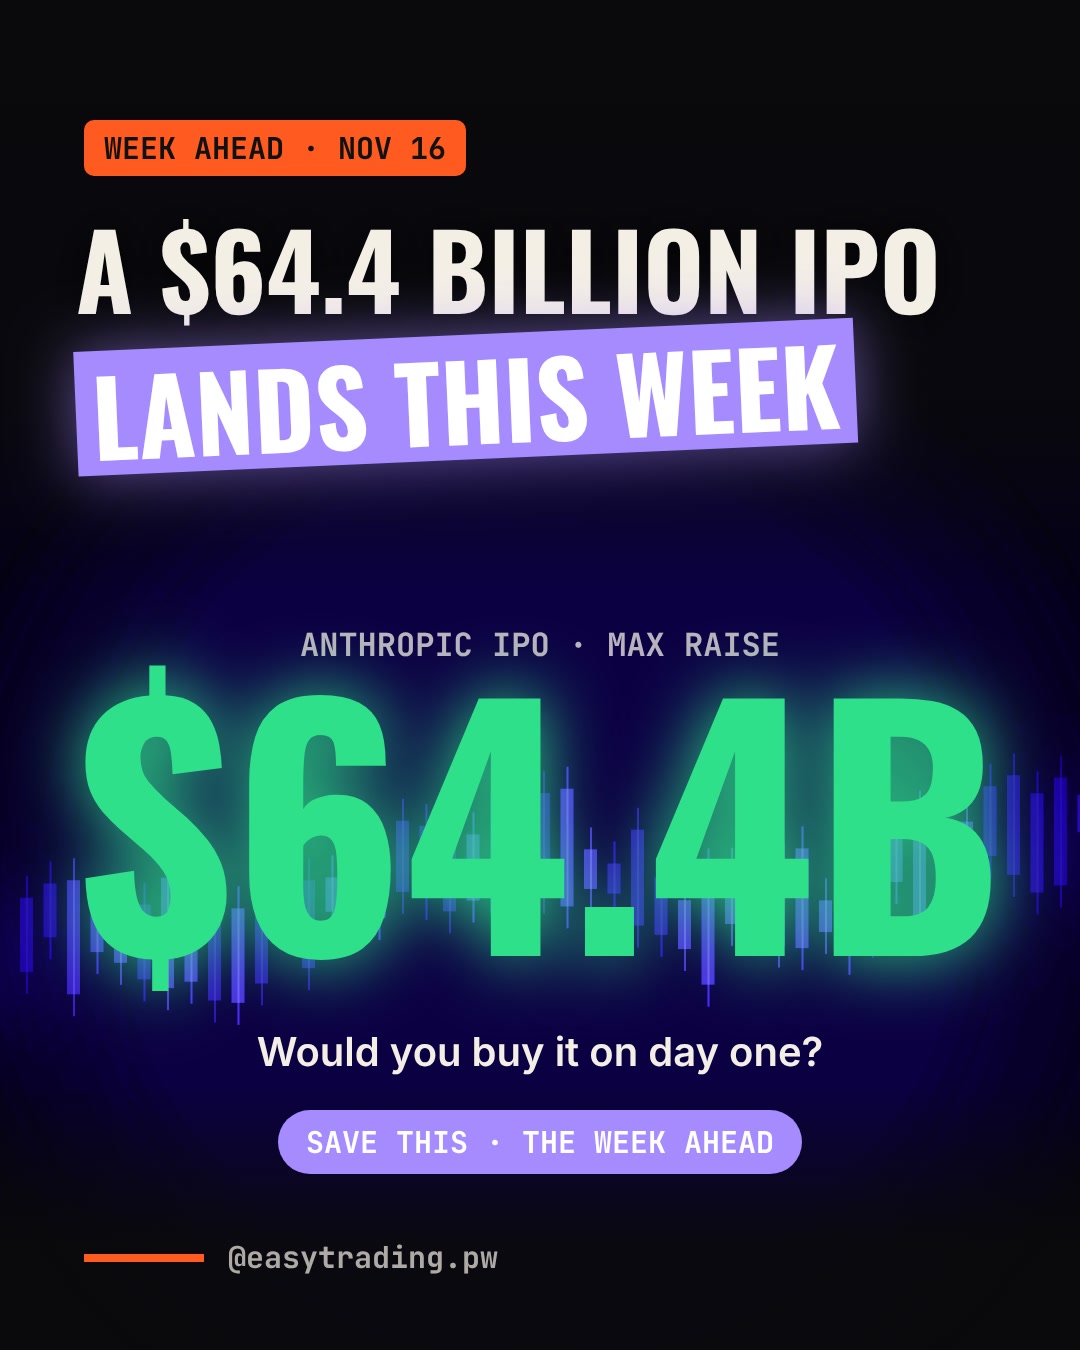 WEEK AHEAD · NOV 16
A $64.4 BILLION IPO
LANDS THIS WEEK
ANTHROPIC IPO · MAX RAISE
$64.4B
Would you buy it on day one?
SAVE THIS · THE WEEK AHEAD
@easytrading.pw